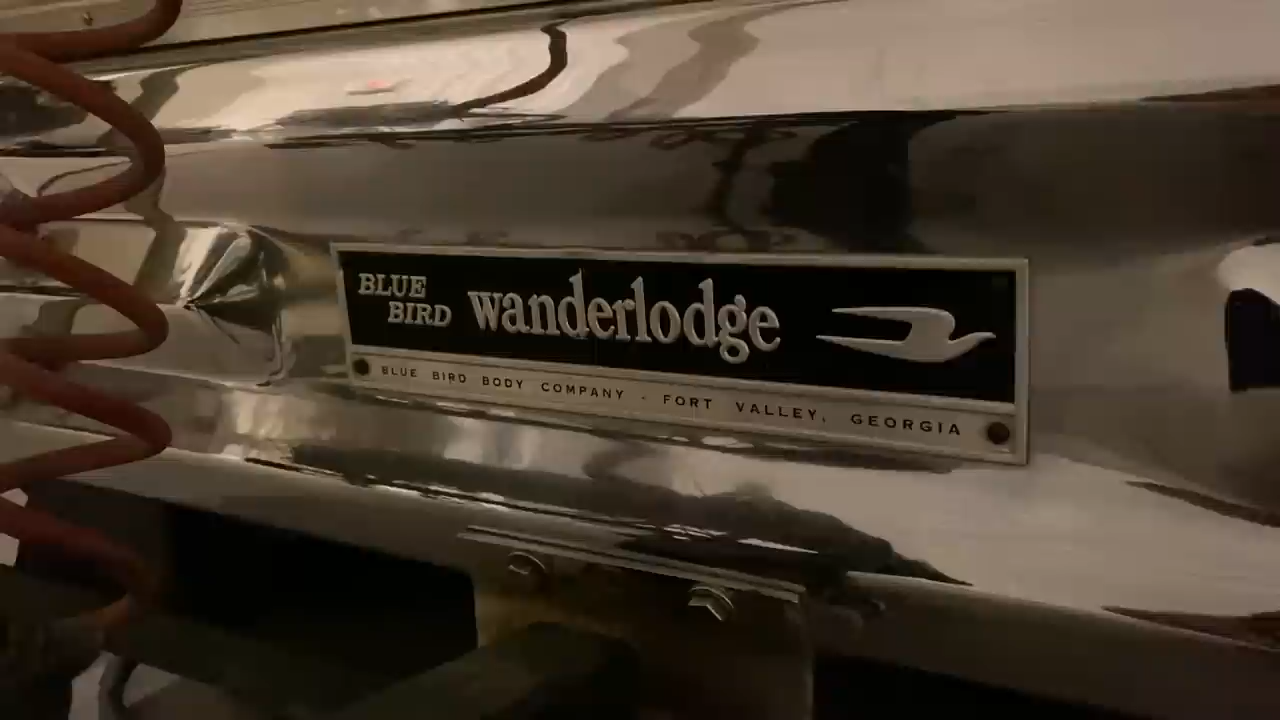 BLUE
BIRD wanderlodge
BLUE BIRD BODY COMPANY - FORT VALLEY, GEORGIA